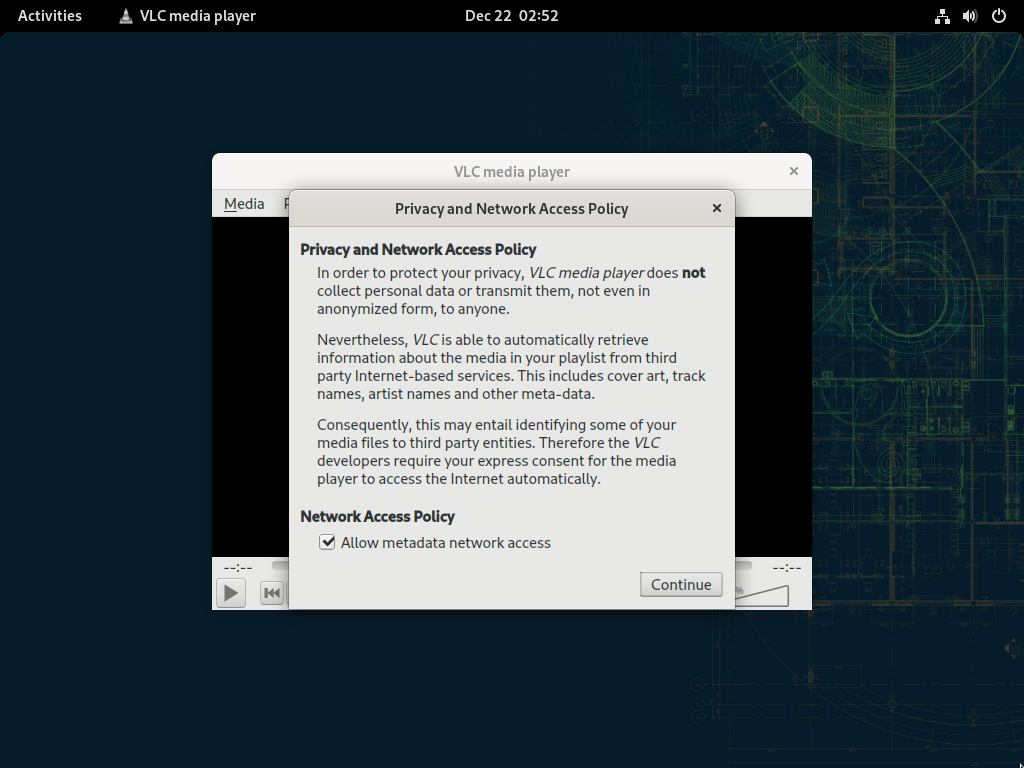 Activities VLC media player Dec 22 02:52
VLC media player
Media
Privacy and Network Access Policy
Privacy and Network Access Policy
In order to protect your privacy, VLC media player does not
collect personal data or transmit them, not even in
anonymized form, to anyone.
Nevertheless, VLC is able to automatically retrieve
information about the media in your playlist from third
party Internet-based services. This includes cover art, track
names, artist names and other meta-data.
Consequently, this may entail identifying some of your
media files to third party entities. Therefore the VLC
developers require your express consent for the media
player to access the Internet automatically.
Network Access Policy
Allow metadata network access
--:-- --:--
Continue
%